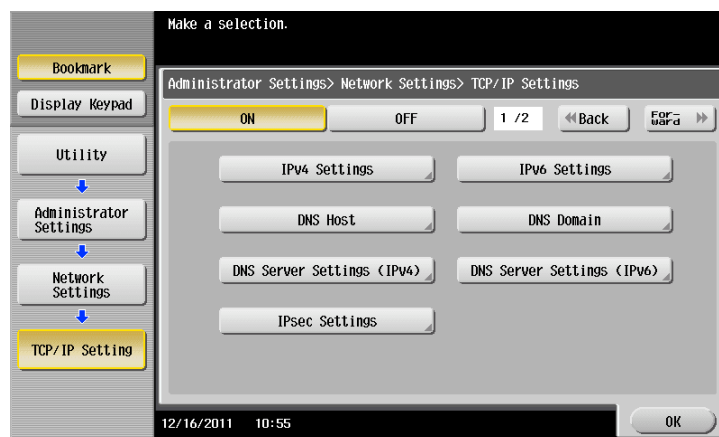 Make a selection.
Bookmark
Display Keypad
Utility
Administrator
Settings
Network
Settings
TCP/IP Setting
Administrator Settings> Network Settings> TCP/IP Settings
ON
OFF
1 /2
Back
For-
ward
IPv4 Settings
IPv6 Settings
DNS Host
DNS Domain
DNS Server Settings (IPv4)
DNS Server Settings (IPv6)
IPsec Settings
12/16/2011 10:55
OK